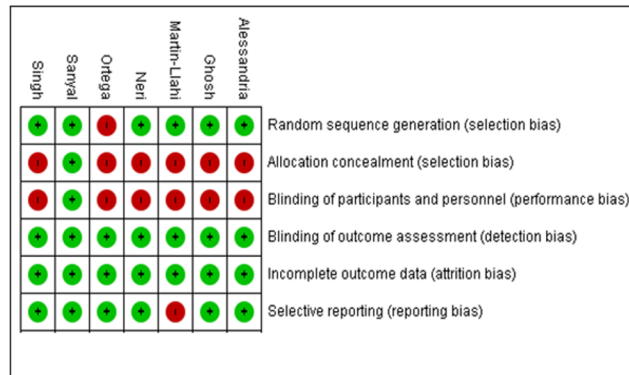 Singh
Sanyal
Ortega
Neri
Martin-Llahi
Ghosh
Alessandria
+ + - + + + + Random sequence generation (selection bias)
- + - - - - - Allocation concealment (selection bias)
- + - - - - - Blinding of participants and personnel (performance bias)
+ + + + + + + Blinding of outcome assessment (detection bias)
+ + + + + + + Incomplete outcome data (attrition bias)
+ + + + - + + Selective reporting (reporting bias)